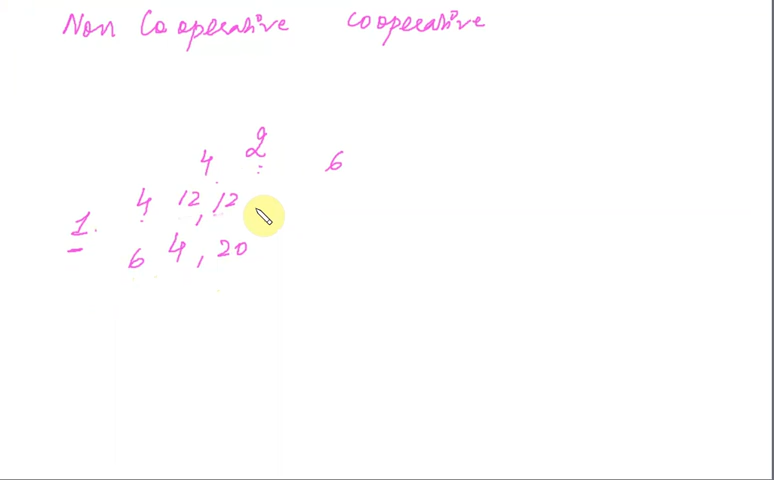 Non Cooperative cooperative
2
4 6
4 12, 12
1.
6 4, 20